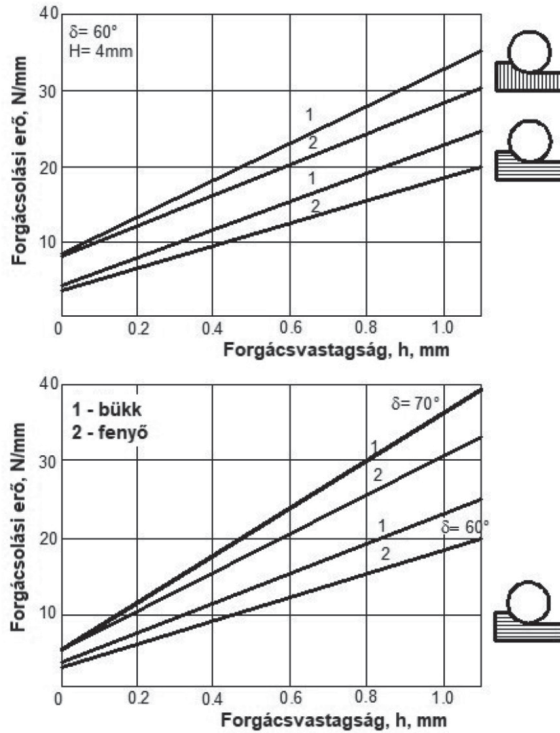 Forgácsolási erő, N/mm
40
30
20
10
δ= 60°
H= 4mm
1
2
1
2
0 0.2 0.4 0.6 0.8 1.0
Forgácsvastagság, h, mm
Forgácsolási erő, N/mm
40
30
20
10
1 - bükk
2 - fenyő
δ= 70°
1
2
1
δ= 60°
2
0 0.2 0.4 0.6 0.8 1.0
Forgácsvastagság, h, mm